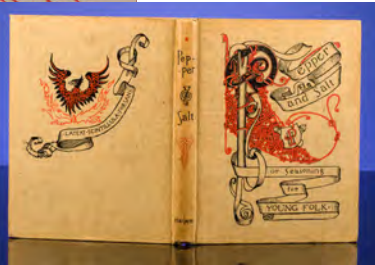 Pep-
per
&
Salt
Pepper
and Salt
or Seasoning
for
YOUNG FOLK